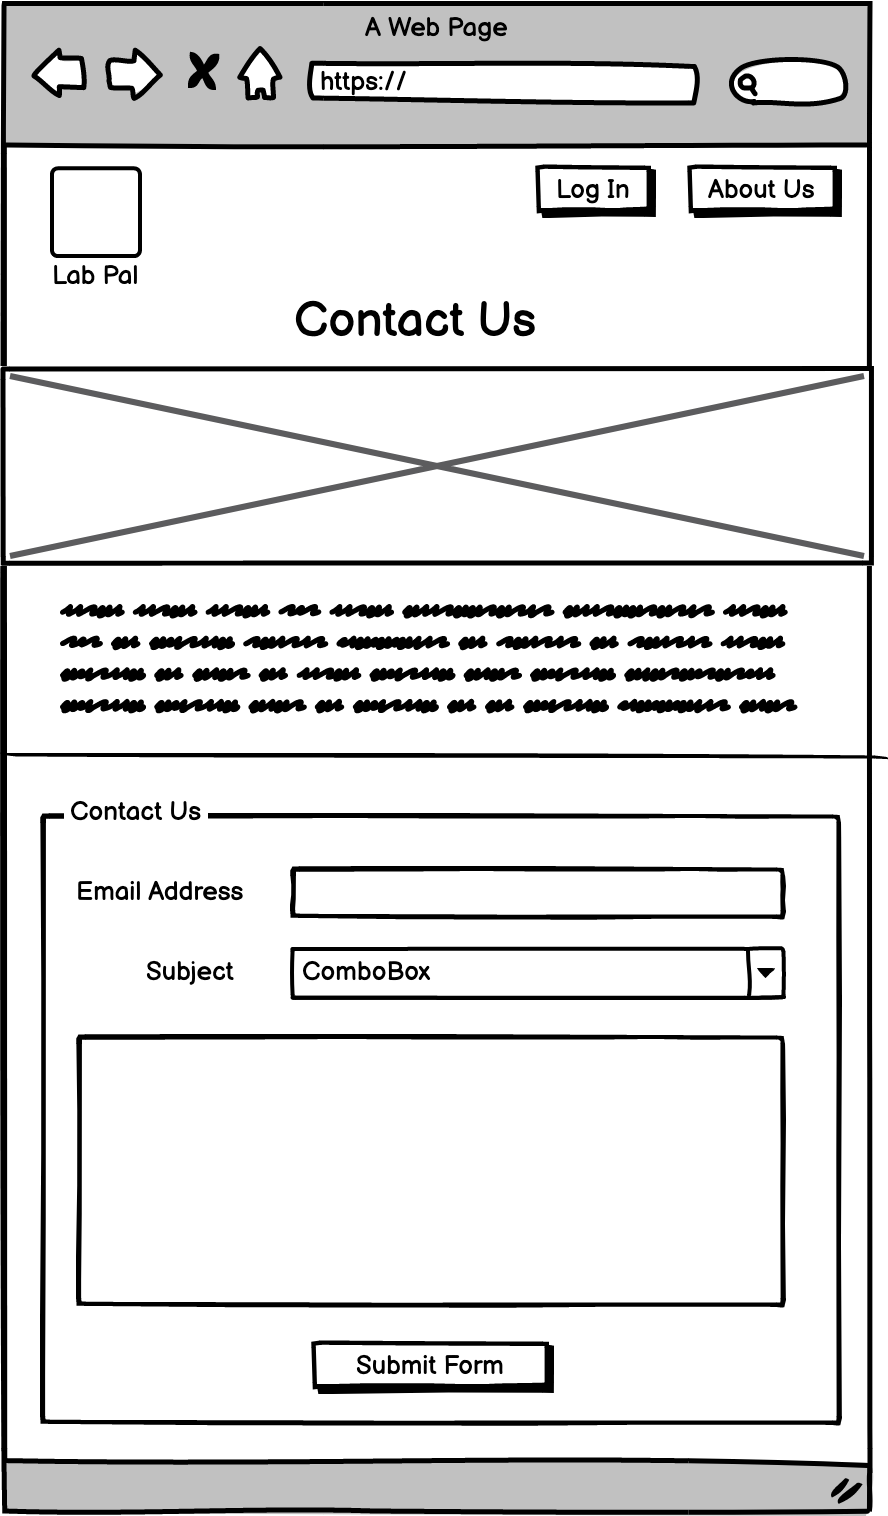 A Web Page
https://
Log In
About Us
Lab Pal
Contact Us
Contact Us
Email Address
Subject
ComboBox
Submit Form